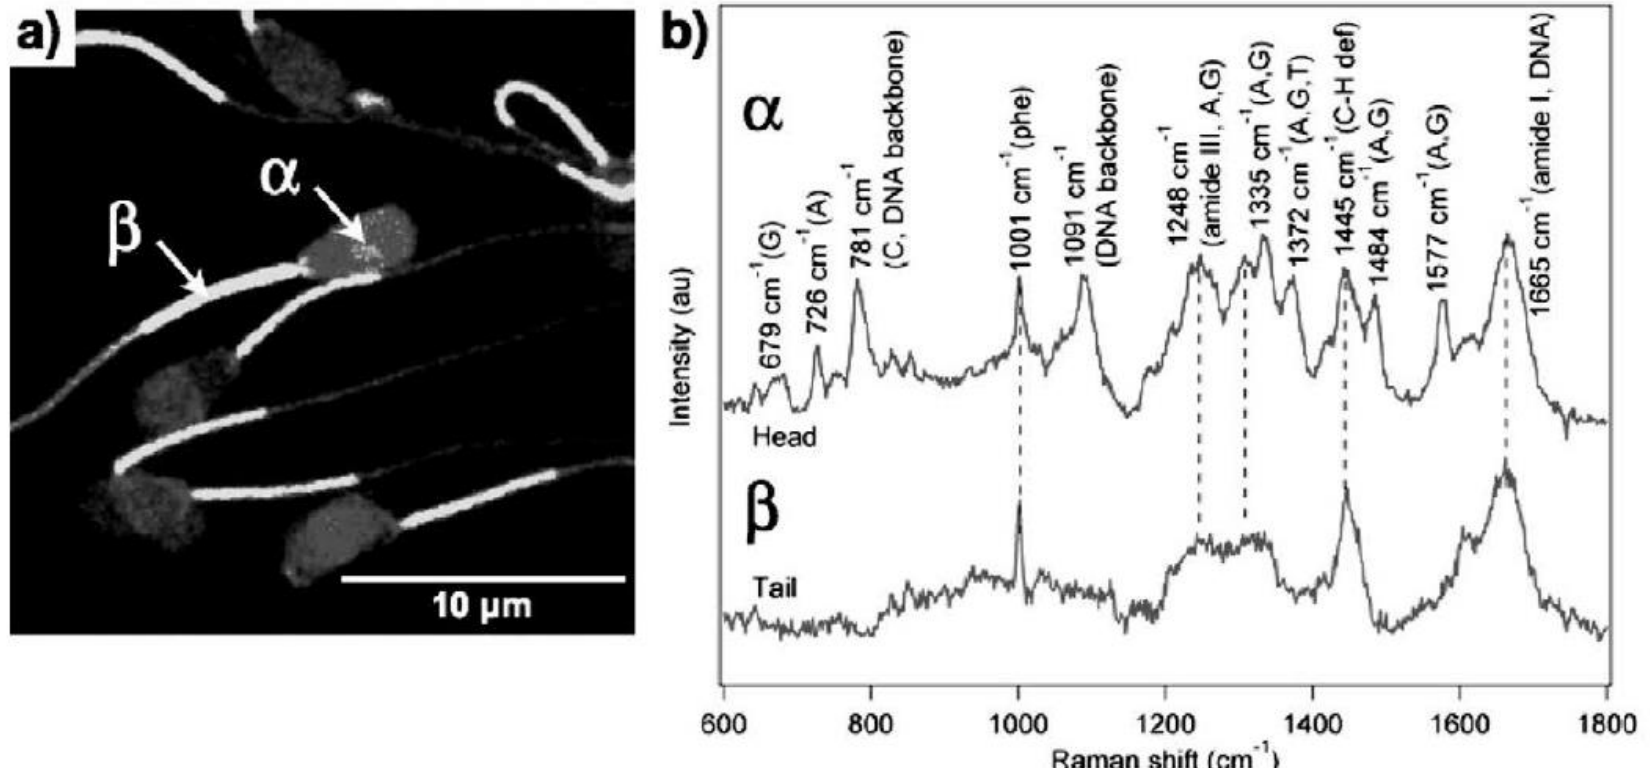 a)
α
β
10 µm
b)
α
679 cm⁻¹(G)
726 cm⁻¹(A)
781 cm⁻¹
(C, DNA backbone)
1001 cm⁻¹(phe)
1091 cm⁻¹
(DNA backbone)
1248 cm⁻¹
(amide III, A,G)
1335 cm⁻¹(A,G)
1372 cm⁻¹(A,G,T)
1445 cm⁻¹(C-H def)
1484 cm⁻¹(A,G)
1577 cm⁻¹(A,G)
1665 cm⁻¹(amide I, DNA)
Intensity (au)
Head
β
Tail
600 800 1000 1200 1400 1600 1800
Raman shift (cm⁻¹)